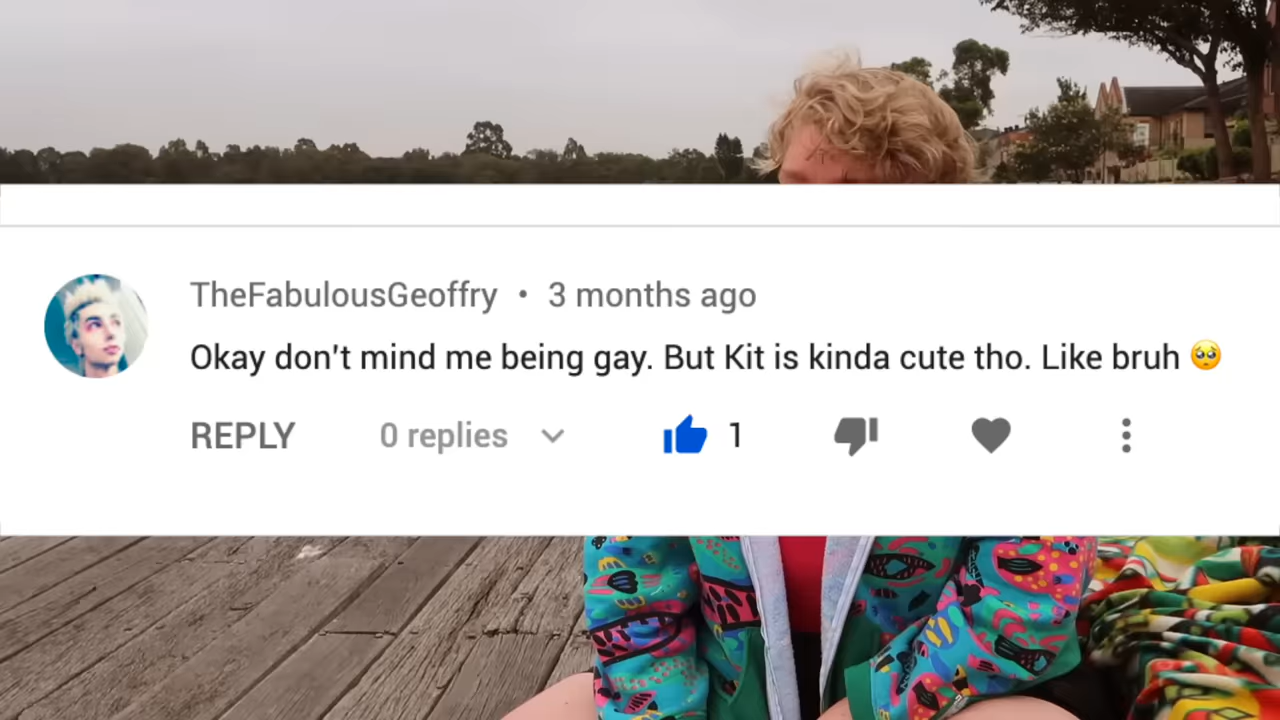 TheFabulousGeoffry • 3 months ago
Okay don't mind me being gay. But Kit is kinda cute tho. Like bruh 🥺
REPLY 0 replies 1